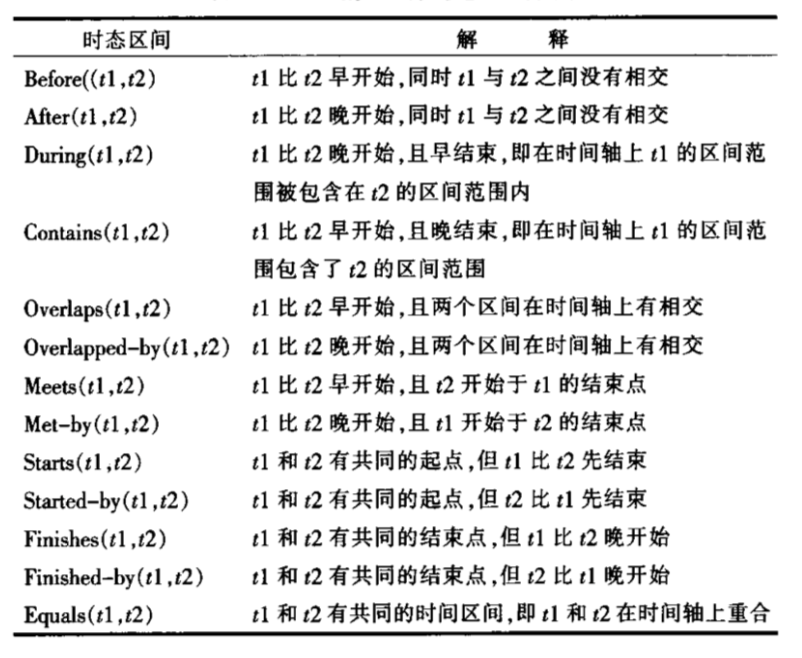 时态区间 解 释
Before((t1,t2) t1 比 t2 早开始,同时 t1 与 t2 之间没有相交
After(t1,t2) t1 比 t2 晚开始,同时 t1 与 t2 之间没有相交
During(t1,t2) t1 比 t2 晚开始,且早结束,即在时间轴上 t1 的区间范
围被包含在 t2 的区间范围内
Contains(t1,t2) t1 比 t2 早开始,且晚结束,即在时间轴上 t1 的区间范
围包含了 t2 的区间范围
Overlaps(t1,t2) t1 比 t2 早开始,且两个区间在时间轴上有相交
Overlapped-by(t1,t2) t1 比 t2 晚开始,且两个区间在时间轴上有相交
Meets(t1,t2) t1 比 t2 早开始,且 t2 开始于 t1 的结束点
Met-by(t1,t2) t1 比 t2 晚开始,且 t1 开始于 t2 的结束点
Starts(t1,t2) t1 和 t2 有共同的起点,但 t1 比 t2 先结束
Started-by(t1,t2) t1 和 t2 有共同的起点,但 t2 比 t1 先结束
Finishes(t1,t2) t1 和 t2 有共同的结束点,但 t1 比 t2 晚开始
Finished-by(t1,t2) t1 和 t2 有共同的结束点,但 t2 比 t1 晚开始
Equals(t1,t2) t1 和 t2 有共同的时间区间,即 t1 和 t2 在时间轴上重合